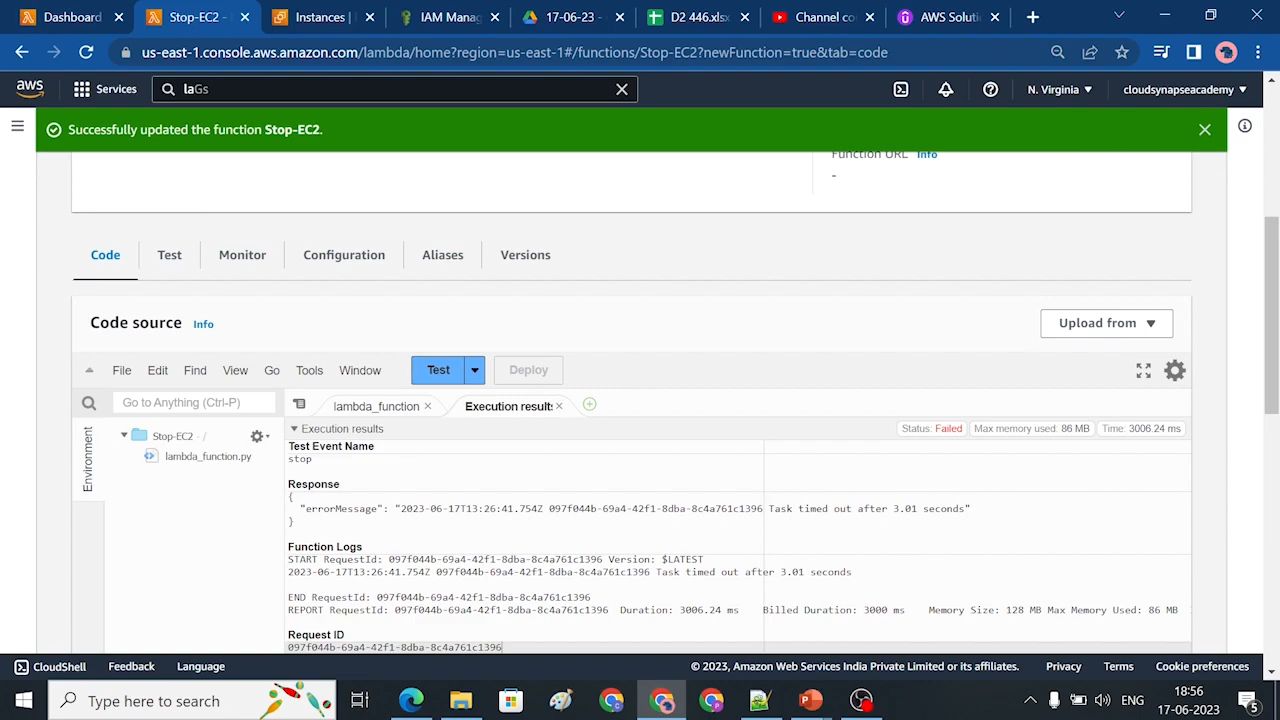 Dashboard
Stop-EC2 -
Instances |
IAM Manag
17-06-23 -
D2 446.xlsx
Channel co
AWS Soluti
us-east-1.console.aws.amazon.com/lambda/home?region=us-east-1#/functions/Stop-EC2?newFunction=true&tab=code
aws
Services
laGs
N. Virginia
cloudsynapseacademy
Successfully updated the function Stop-EC2.
Function URL Info
-
Code
Test
Monitor
Configuration
Aliases
Versions
Code source Info
Upload from
File
Edit
Find
View
Go
Tools
Window
Test
Deploy
Go to Anything (Ctrl-P)
lambda_function
Execution results
Environment
Stop-EC2 - /
lambda_function.py
Execution results
Status: Failed
Max memory used: 86 MB
Time: 3006.24 ms
Test Event Name
stop
Response
{
"errorMessage": "2023-06-17T13:26:41.754Z 097f044b-69a4-42f1-8dba-8c4a761c1396 Task timed out after 3.01 seconds"
}
Function Logs
START RequestId: 097f044b-69a4-42f1-8dba-8c4a761c1396 Version: $LATEST
2023-06-17T13:26:41.754Z 097f044b-69a4-42f1-8dba-8c4a761c1396 Task timed out after 3.01 seconds
END RequestId: 097f044b-69a4-42f1-8dba-8c4a761c1396
REPORT RequestId: 097f044b-69a4-42f1-8dba-8c4a761c1396 Duration: 3006.24 ms Billed Duration: 3000 ms Memory Size: 128 MB Max Memory Used: 86 MB
Request ID
097f044b-69a4-42f1-8dba-8c4a761c1396
CloudShell
Feedback
Language
© 2023, Amazon Web Services India Private Limited or its affiliates.
Privacy
Terms
Cookie preferences
Type here to search
ENG
18:56
17-06-2023
5